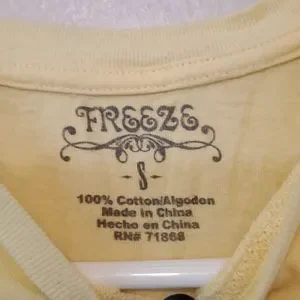 FREEZE
- S -
100% Cotton/Algodon
Made in China
Hecho en China
RN# 71868